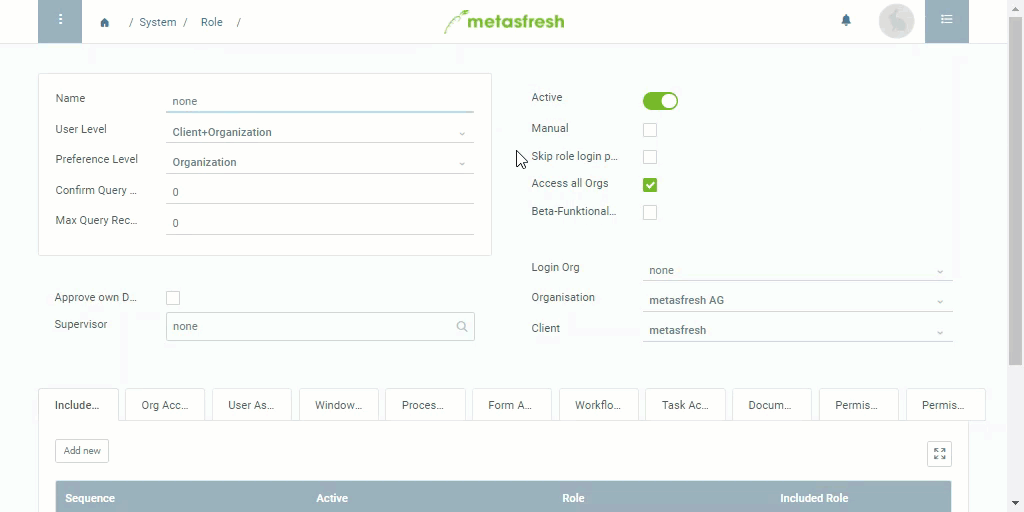 / System / Role /
metasfresh
Name none
User Level Client+Organization
Preference Level Organization
Confirm Query ... 0
Max Query Rec... 0
Active
Manual
Skip role login p...
Access all Orgs
Beta-Funktional...
Approve own D...
Supervisor none
Login Org none
Organisation metasfresh AG
Client metasfresh
Include... Org Acc... User As... Window... Proces... Form A... Workflo... Task Ac... Docum... Permis... Permis...
Add new
Sequence Active Role Included Role